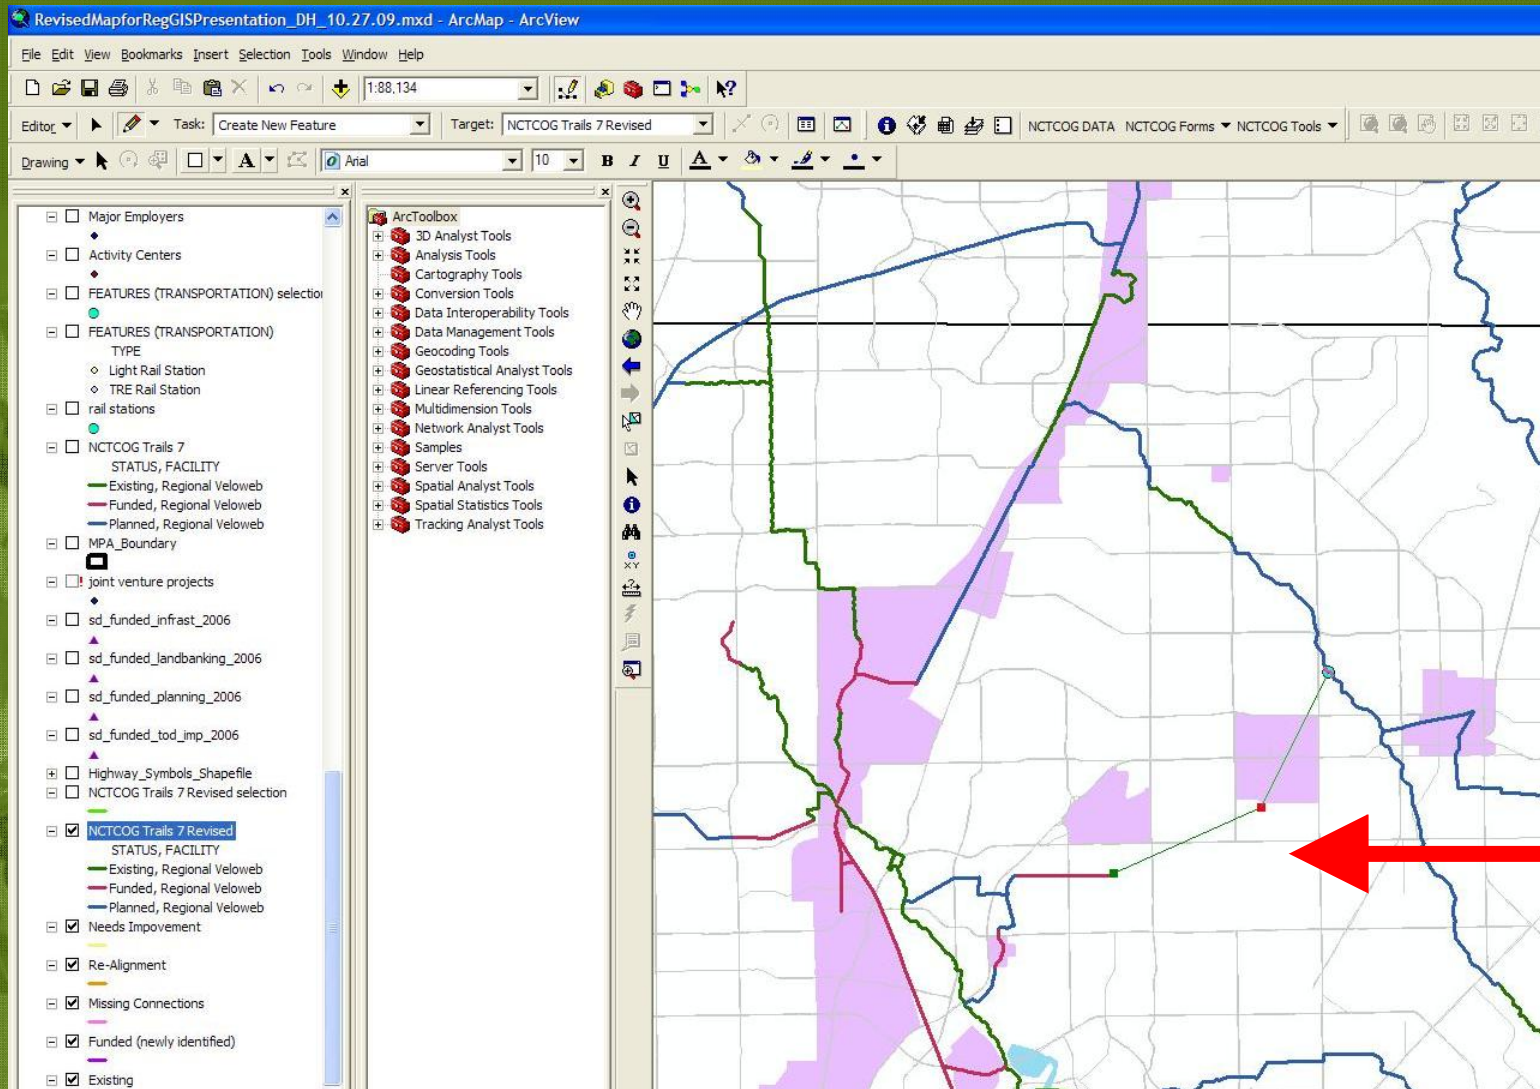 RevisedMapforRegGISPresentation_DH_10.27.09.mxd - ArcMap - ArcView
File Edit View Bookmarks Insert Selection Tools Window Help
1:88,134
Editor Task: Create New Feature Target: NCTCOG Trails 7 Revised NCTCOG DATA NCTCOG Forms NCTCOG Tools
Drawing A Arial 10 B I U A
Major Employers
Activity Centers
FEATURES (TRANSPORTATION) selection
FEATURES (TRANSPORTATION)
TYPE
Light Rail Station
TRE Rail Station
rail stations
NCTCOG Trails 7
STATUS, FACILITY
Existing, Regional Veloweb
Funded, Regional Veloweb
Planned, Regional Veloweb
MPA_Boundary
joint venture projects
sd_funded_infrast_2006
sd_funded_landbanking_2006
sd_funded_planning_2006
sd_funded_tod_imp_2006
Highway_Symbols_Shapefile
NCTCOG Trails 7 Revised selection
NCTCOG Trails 7 Revised
STATUS, FACILITY
Existing, Regional Veloweb
Funded, Regional Veloweb
Planned, Regional Veloweb
Needs Impovement
Re-Alignment
Missing Connections
Funded (newly identified)
Existing
ArcToolbox
3D Analyst Tools
Analysis Tools
Cartography Tools
Conversion Tools
Data Interoperability Tools
Data Management Tools
Geocoding Tools
Geostatistical Analyst Tools
Linear Referencing Tools
Multidimension Tools
Network Analyst Tools
Samples
Server Tools
Spatial Analyst Tools
Spatial Statistics Tools
Tracking Analyst Tools
XY